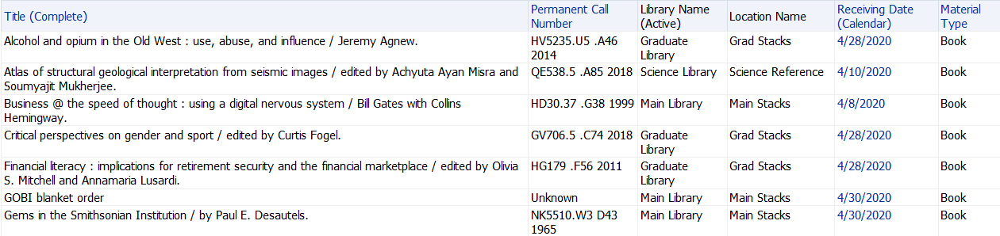 Title (Complete) Permanent Call Number Library Name (Active) Location Name Receiving Date (Calendar) Material Type
Alcohol and opium in the Old West : use, abuse, and influence / Jeremy Agnew. HV5235.U5 .A46 2014 Graduate Library Grad Stacks 4/28/2020 Book
Atlas of structural geological interpretation from seismic images / edited by Achyuta Ayan Misra and Soumyajit Mukherjee. QE538.5 .A85 2018 Science Library Science Reference 4/10/2020 Book
Business @ the speed of thought : using a digital nervous system / Bill Gates with Collins Hemingway. HD30.37 .G38 1999 Main Library Main Stacks 4/8/2020 Book
Critical perspectives on gender and sport / edited by Curtis Fogel. GV706.5 .C74 2018 Graduate Library Grad Stacks 4/28/2020 Book
Financial literacy : implications for retirement security and the financial marketplace / edited by Olivia S. Mitchell and Annamaria Lusardi. HG179 .F56 2011 Graduate Library Grad Stacks 4/28/2020 Book
GOBI blanket order Unknown Main Library Main Stacks 4/30/2020 Book
Gems in the Smithsonian Institution / by Paul E. Desautels. NK5510.W3 D43 1965 Main Library Main Stacks 4/30/2020 Book